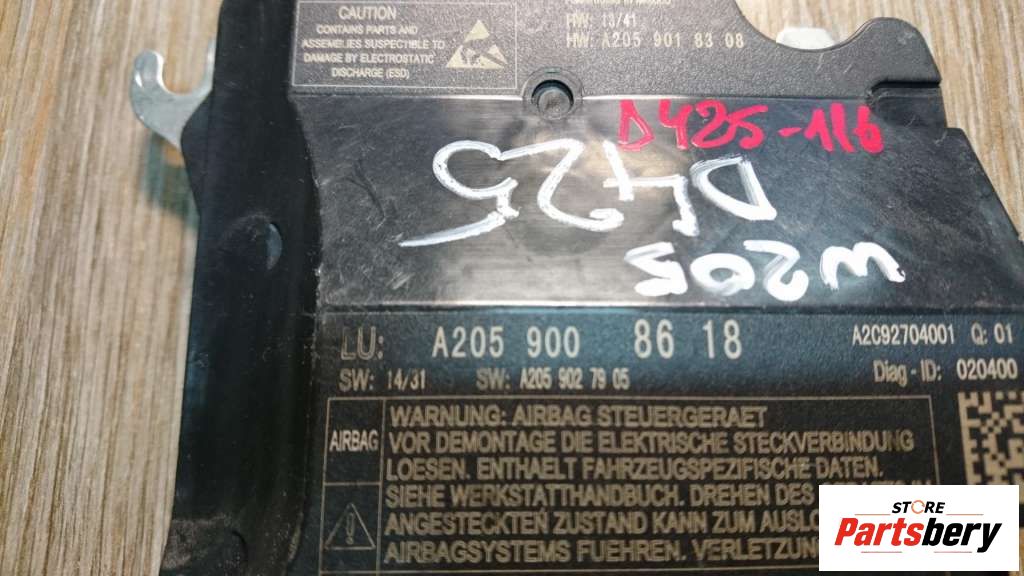 CAUTION
CONTAINS PARTS AND
ASSEMBLIES SUSPECTIBLE TO
DAMAGE BY ELECTROSTATIC
DISCHARGE (ESD)
HW: 13/41
HW: A205 901 83 08
D425-116
D425
W205
LU: A205 900 86 18
A2C92704001 Q: 01
SW: 14/31 SW: A205 902 79 05
Diag - ID: 020400
AIRBAG
WARNUNG: AIRBAG STEUERGERAET
VOR DEMONTAGE DIE ELEKTRISCHE STECKVERBINDUNG
LOESEN. ENTHAELT FAHRZEUGSPEZIFISCHE DATEN.
SIEHE WERKSTATTHANDBUCH. DREHEN DES
ANGESTECKTEN ZUSTAND KANN ZUM
AIRBAGSYSTEMS FUEHREN.
STORE
Partsbery